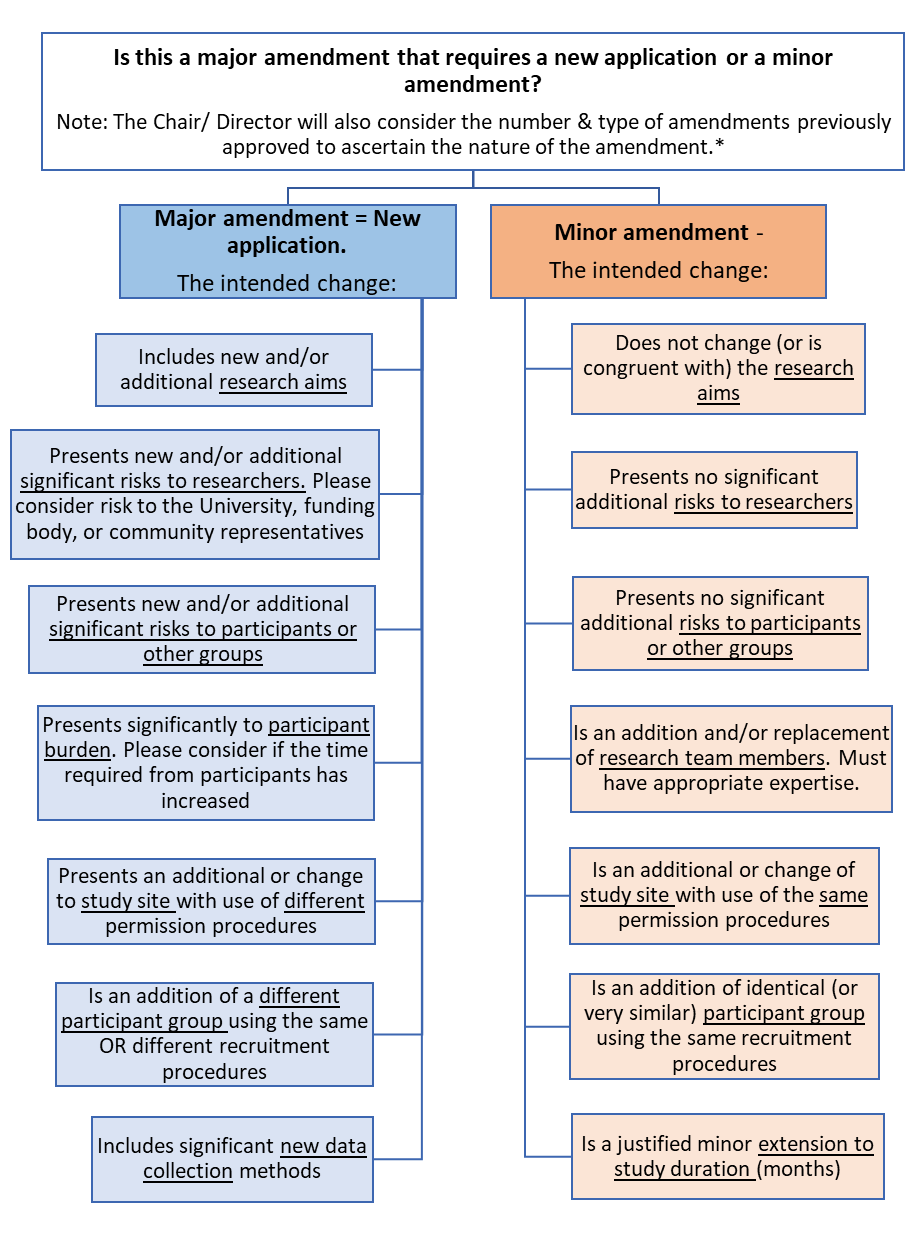 Is this a major amendment that requires a new application or a minor
amendment?
Note: The Chair/ Director will also consider the number & type of amendments previously
approved to ascertain the nature of the amendment.*
Major amendment = New
application.
The intended change:
Includes new and/or
additional research aims
Presents new and/or additional
significant risks to researchers. Please
consider risk to the University, funding
body, or community representatives
Presents new and/or additional
significant risks to participants or
other groups
Presents significantly to participant
burden. Please consider if the time
required from participants has
increased
Presents an additional or change
to study site with use of different
permission procedures
Is an addition of a different
participant group using the same
OR different recruitment
procedures
Includes significant new data
collection methods
Minor amendment -
The intended change:
Does not change (or is
congruent with) the research
aims
Presents no significant
additional risks to researchers
Presents no significant
additional risks to participants
or other groups
Is an addition and/or replacement
of research team members. Must
have appropriate expertise.
Is an additional or change of
study site with use of the same
permission procedures
Is an addition of identical (or
very similar) participant group
using the same recruitment
procedures
Is a justified minor extension to
study duration (months)